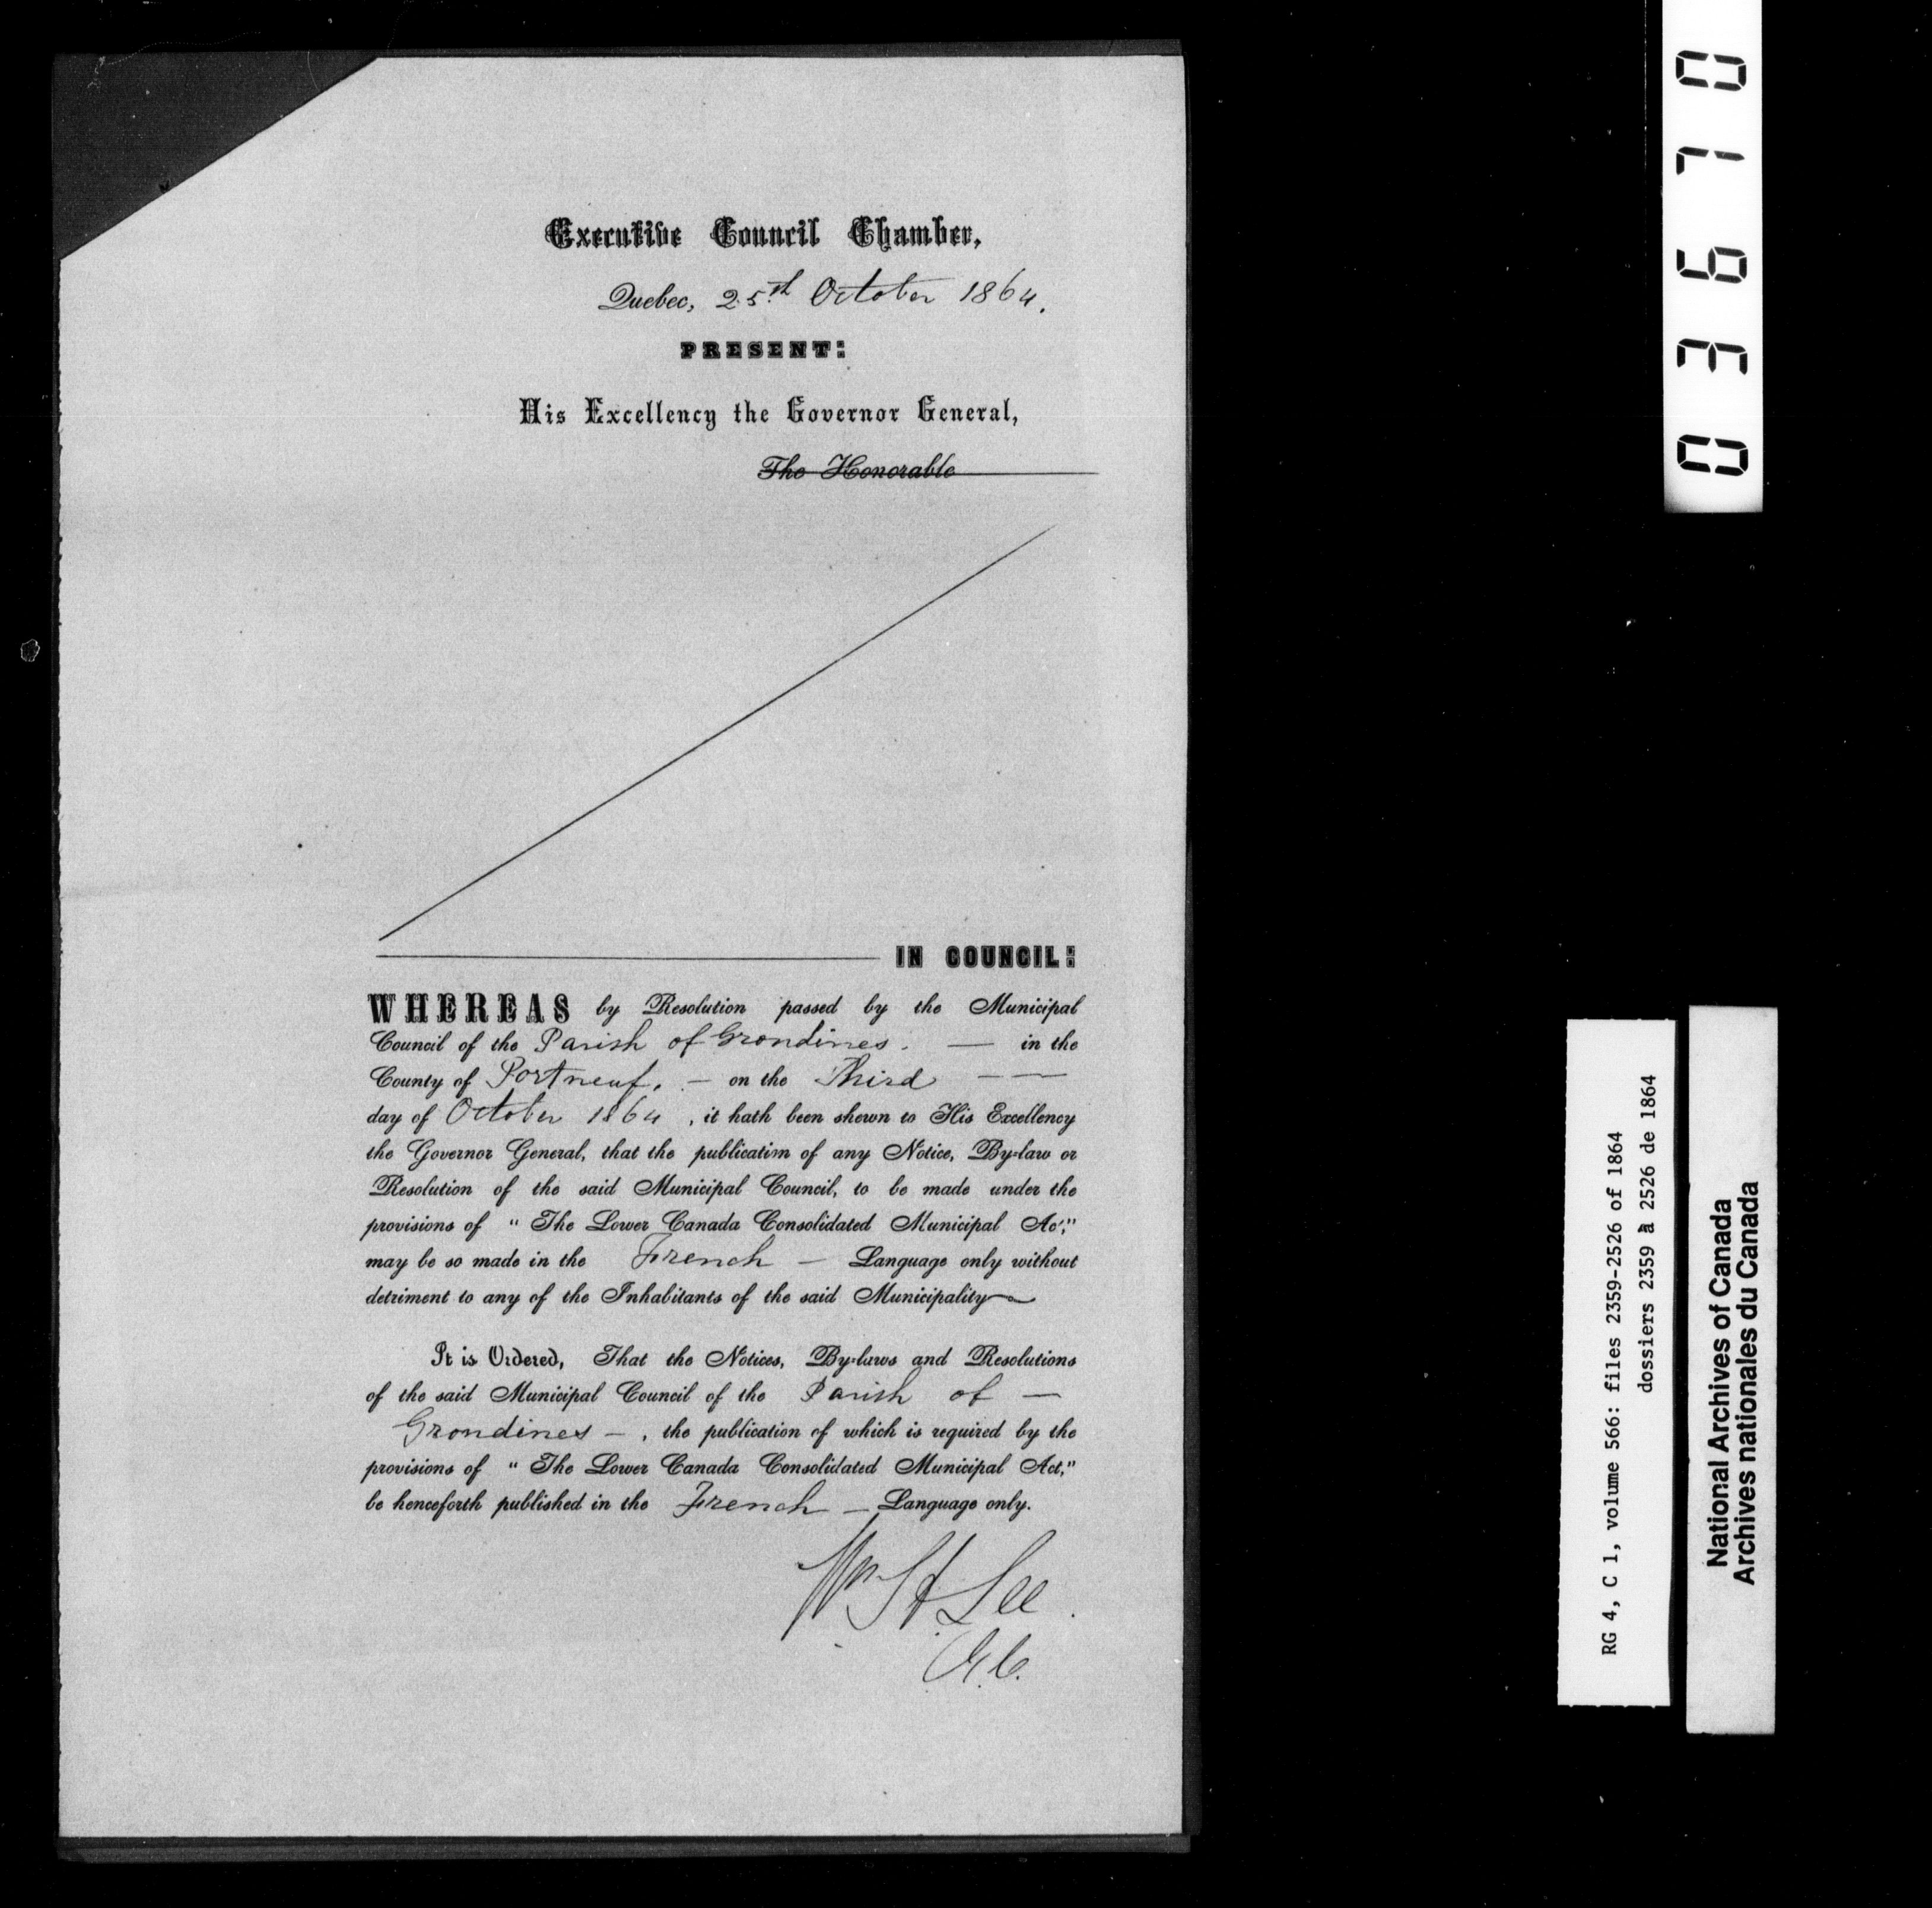 Executive Council Chamber,
Quebec, 25th October 1864.
PRESENT:
His Excellency the Governor General,
The Honorable
IN COUNCIL:
WHEREAS by Resolution passed by the Municipal
Council of the Parish of Grondines. — in the
County of Portneuf. — on the Third — —
day of October 1864, it hath been shewn to His Excellency
the Governor General, that the publication of any Notice, By-law or
Resolution of the said Municipal Council, to be made under the
provisions of "The Lower Canada Consolidated Municipal Ac',"
may be so made in the French — Language only without
detriment to any of the Inhabitants of the said Municipality
It is Ordered, That the Notices, By-laws and Resolutions
of the said Municipal Council of the Parish of —
Grondines —, the publication of which is required by the
provisions of "The Lower Canada Consolidated Municipal Act,"
be henceforth published in the French — Language only.
Wm H Lee
03670
RG 4, C 1, volume 566: files 2359-2526 of 1864
dossiers 2359 à 2526 de 1864
National Archives of Canada
Archives nationales du Canada